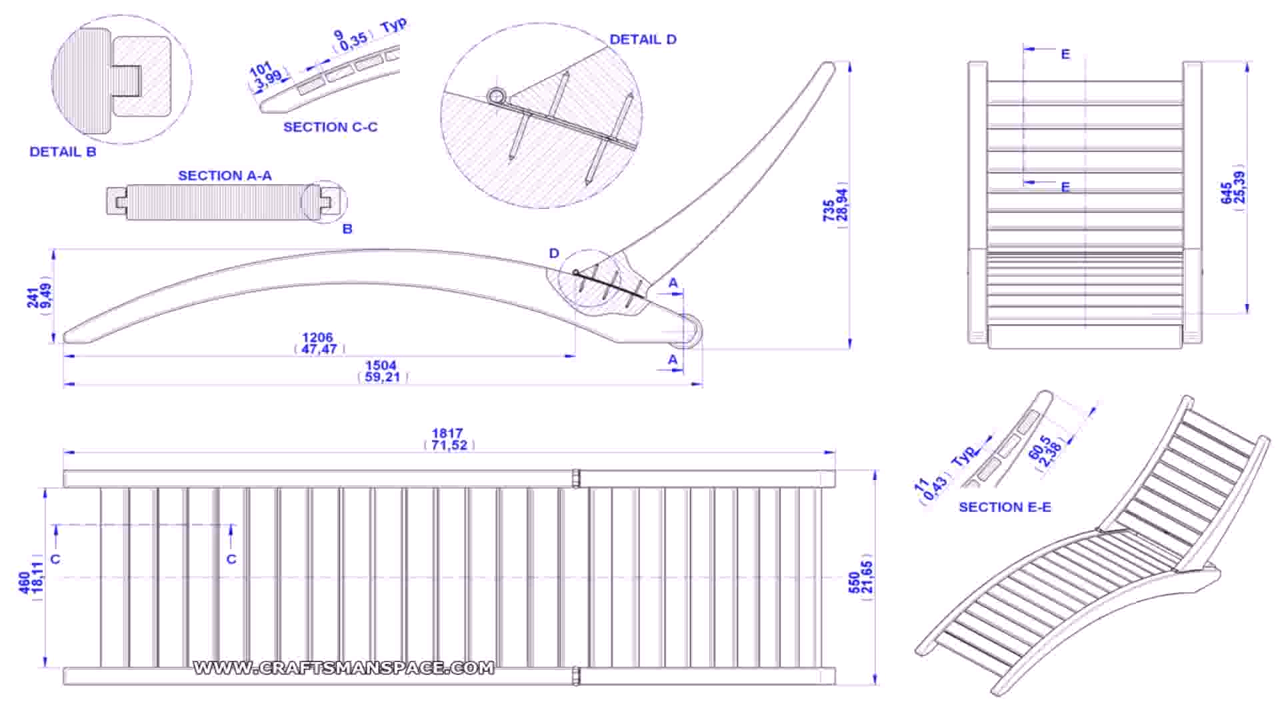 9
(0,35) Typ
101
(3,99)
SECTION C-C
DETAIL B
SECTION A-A
B
DETAIL D
D
A
A
241
(9,49)
1206
(47,47)
1504
(59,21)
735
(28,94)
E
E
645
(25,39)
1817
(71,52)
C
C
460
(18,11)
550
(21,65)
WWW.CRAFTSMANSPACE.COM
11
(0,43) Typ
60,5
(2,38)
SECTION E-E